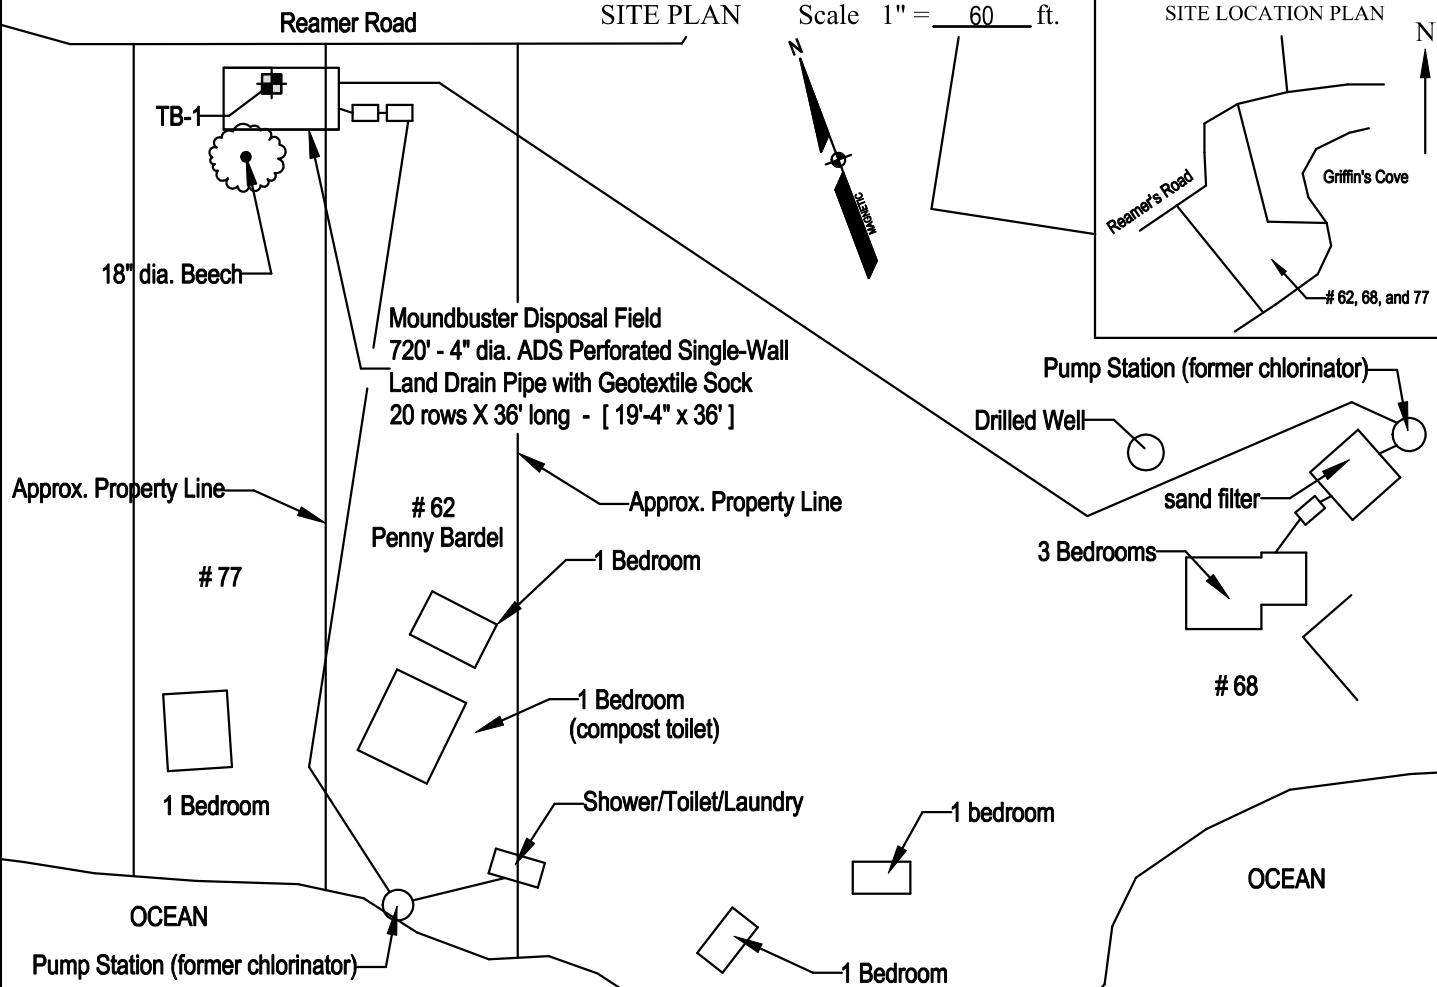 Reamer Road
SITE PLAN
Scale 1" = 60 ft.
SITE LOCATION PLAN
N
N
MAGNETIC
Reamer's Road
Griffin's Cove
# 62, 68, and 77
TB-1
18" dia. Beech
Moundbuster Disposal Field
720' - 4" dia. ADS Perforated Single-Wall
Land Drain Pipe with Geotextile Sock
20 rows X 36' long - [ 19'-4" x 36' ]
Pump Station (former chlorinator)
Drilled Well
sand filter
3 Bedrooms
# 68
Approx. Property Line
# 62
Penny Bardel
Approx. Property Line
1 Bedroom
# 77
1 Bedroom
(compost toilet)
1 Bedroom
Shower/Toilet/Laundry
1 bedroom
OCEAN
OCEAN
Pump Station (former chlorinator)
1 Bedroom